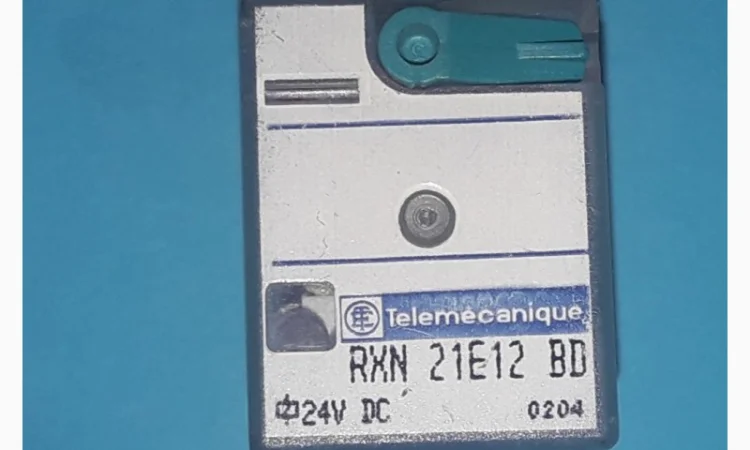 Telemecanique
RXN 21E12 BD
24V DC 0204